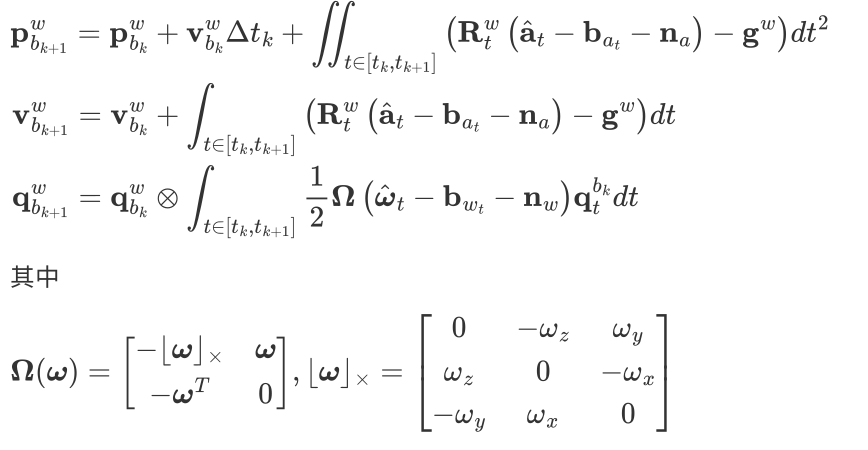 \mathbf{p}^{w}_{b_{k+1}} = \mathbf{p}^{w}_{b_k} + \mathbf{v}^{w}_{b_k} \Delta t_k + \iint_{t \in [t_k, t_{k+1}]} \left( \mathbf{R}^{w}_{t} \left( \hat{\mathbf{a}}_t - \mathbf{b}_{a_t} - \mathbf{n}_a \right) - \mathbf{g}^{w} \right) dt^2
\mathbf{v}^{w}_{b_{k+1}} = \mathbf{v}^{w}_{b_k} + \int_{t \in [t_k, t_{k+1}]} \left( \mathbf{R}^{w}_{t} \left( \hat{\mathbf{a}}_t - \mathbf{b}_{a_t} - \mathbf{n}_a \right) - \mathbf{g}^{w} \right) dt
\mathbf{q}^{w}_{b_{k+1}} = \mathbf{q}^{w}_{b_k} \otimes \int_{t \in [t_k, t_{k+1}]} \frac{1}{2} \mathbf{\Omega} \left( \hat{\boldsymbol{\omega}}_t - \mathbf{b}_{w_t} - \mathbf{n}_w \right) \mathbf{q}^{b_k}_{t} dt
其中
\mathbf{\Omega}(\boldsymbol{\omega}) = \begin{bmatrix} -\lfloor \boldsymbol{\omega} \rfloor_{\times} & \boldsymbol{\omega} \\ -\boldsymbol{\omega}^{T} & 0 \end{bmatrix}, \lfloor \boldsymbol{\omega} \rfloor_{\times} = \begin{bmatrix} 0 & -\omega_z & \omega_y \\ \omega_z & 0 & -\omega_x \\ -\omega_y & \omega_x & 0 \end{bmatrix}